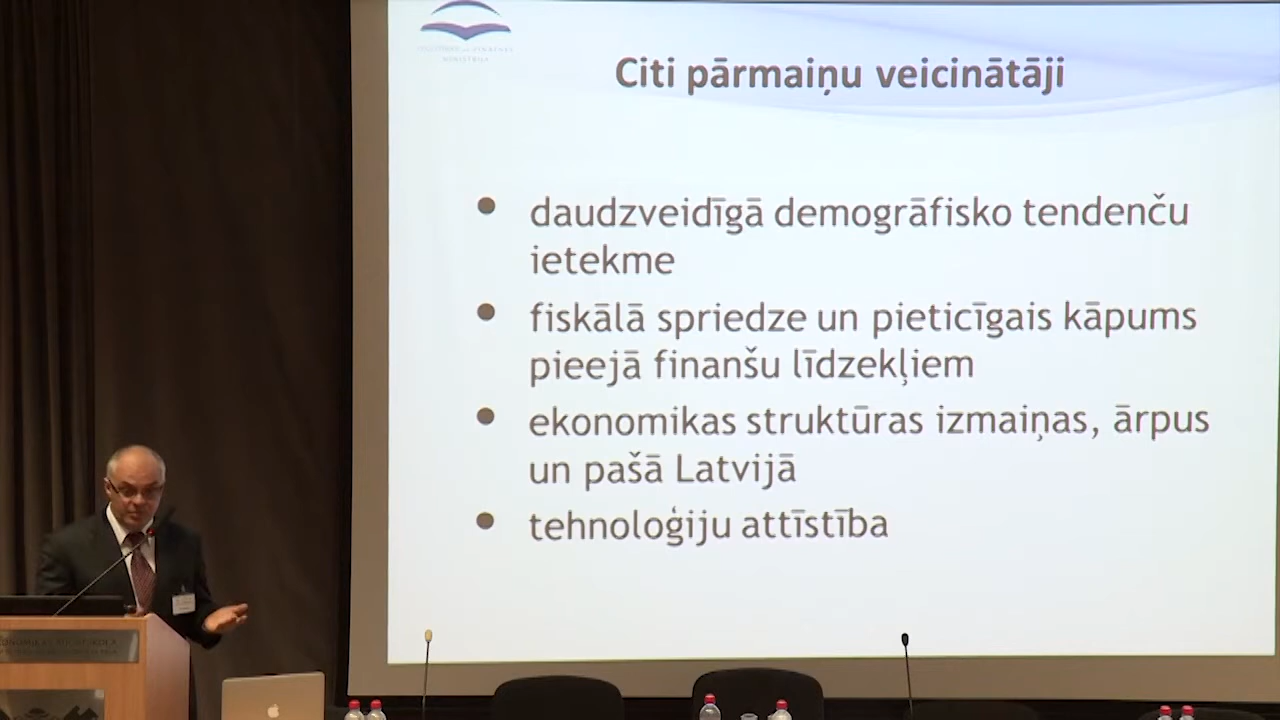 Citi pārmaiņu veicinātāji
daudzveidīgā demogrāfisko tendenču
ietekme
fiskālā spriedze un pieticīgais kāpums
pieejā finanšu līdzekļiem
ekonomikas struktūras izmaiņas, ārpus
un pašā Latvijā
tehnoloģiju attīstība